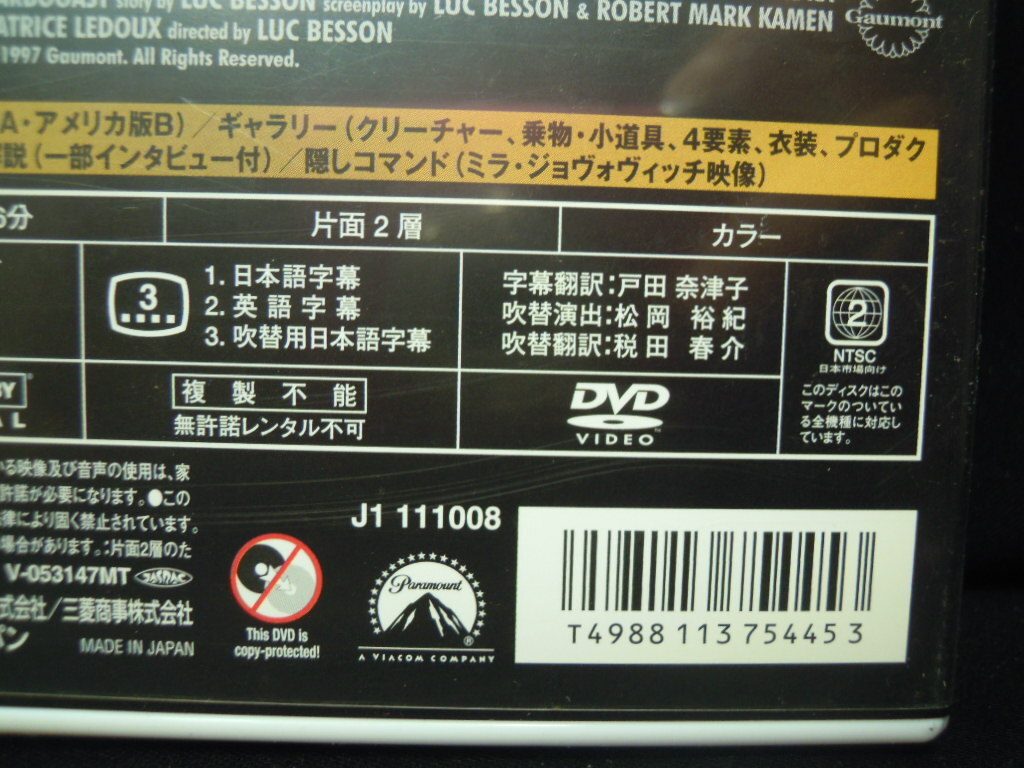 story by LUC BESSON screenplay by LUC BESSON & ROBERT MARK KAMEN
Gaumont
ATRICE LEDOUX directed by LUC BESSON
1997 Gaumont. All Rights Reserved.
A・アメリカ版B)／ギャラリー(クリーチャー、乗物・小道具、4要素、衣装、プロダク
説(一部インタビュー付)／隠しコマンド(ミラ・ジョヴォヴィッチ映像)
6分
片面2層
カラー
3
1. 日本語字幕
2. 英語字幕
3. 吹替用日本語字幕
字幕翻訳:戸田 奈津子
吹替演出:松岡 裕紀
吹替翻訳:税田 春介
2
NTSC
日本市場向け
このディスクはこの
マークのついてい
る全機種に対応し
ています。
BY
AL
複製不能
無許諾レンタル不可
DVD
VIDEO
る映像及び音声の使用は、家
許諾が必要になります。●この
律により固く禁止されています。
場合があります。:片面2層のた
V-053147MT JASRAC
式会社/三菱商事株式会社
パン
MADE IN JAPAN
This DVD is
copy-protected!
J1 111008
Paramount
®
A VIACOM COMPANY
T4988113754453